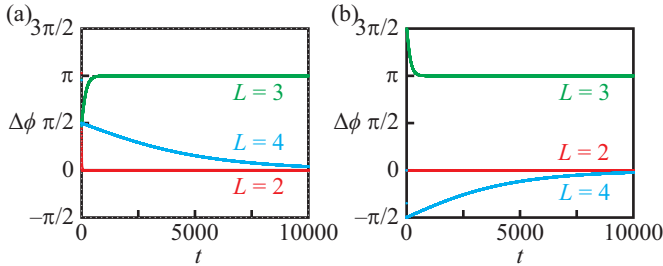 (a)
3π/2
π
Δϕ π/2
0
−π/2
L = 3
L = 4
L = 2
0 5000 10000
t
(b)
3π/2
π
Δϕ π/2
0
−π/2
L = 3
L = 2
L = 4
0 5000 10000
t